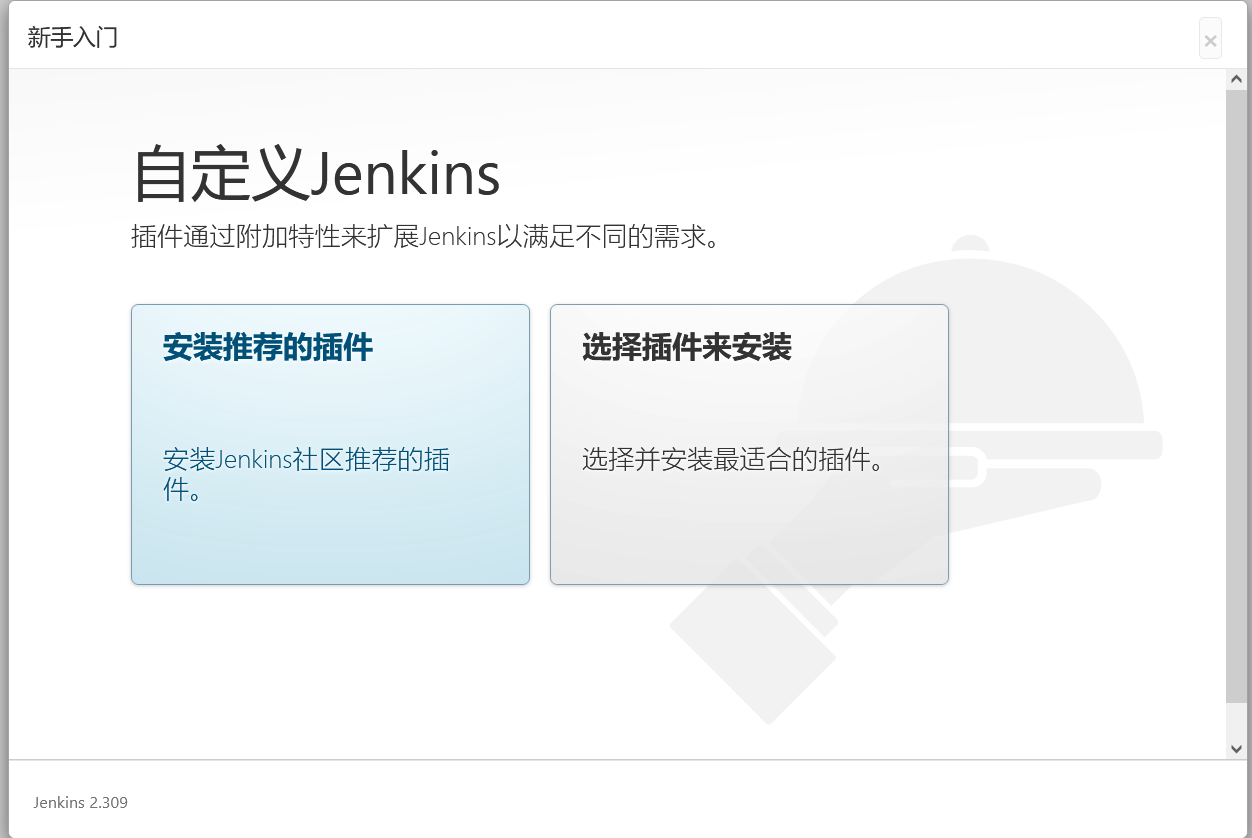 新手入门
×
自定义Jenkins
插件通过附加特性来扩展Jenkins以满足不同的需求。
安装推荐的插件
安装Jenkins社区推荐的插
件。
选择插件来安装
选择并安装最适合的插件。
Jenkins 2.309